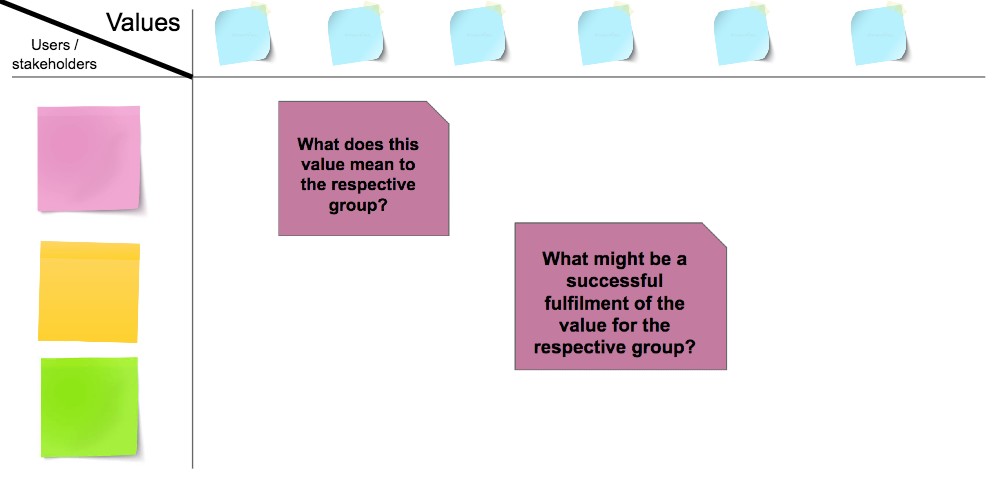 Values
Users /
stakeholders
What does this
value mean to
the respective
group?
What might be a
successful
fulfilment of the
value for the
respective group?